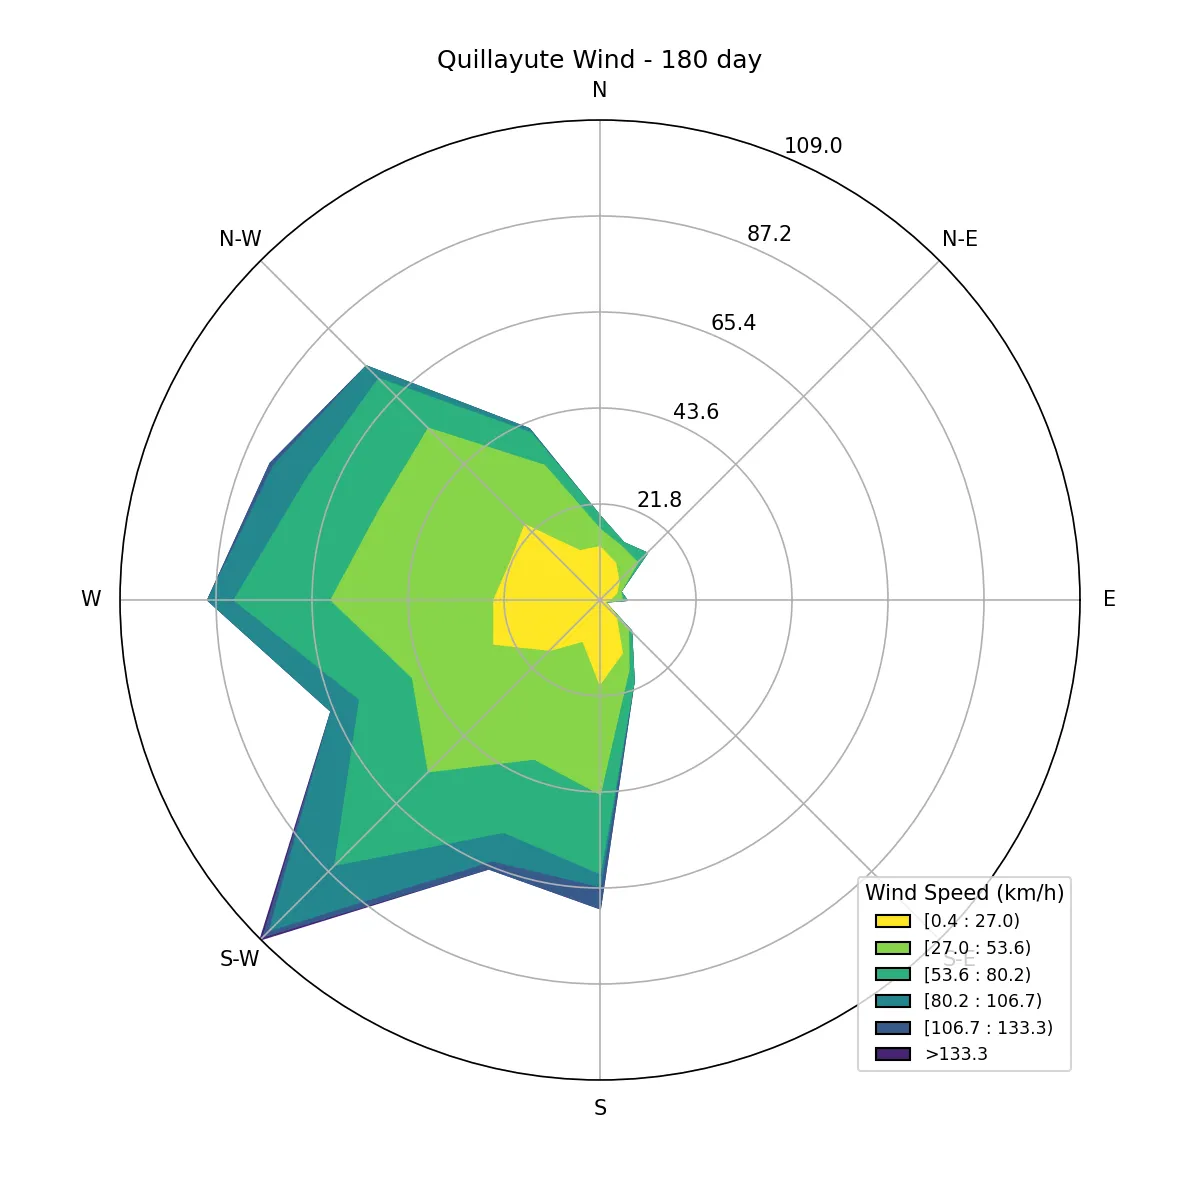 Quillayute Wind - 180 day
N
109.0
87.2
N-W
N-E
65.4
43.6
21.8
W
E
S-W
S-E
Wind Speed (km/h)
[0.4 : 27.0)
[27.0 : 53.6)
[53.6 : 80.2)
[80.2 : 106.7)
[106.7 : 133.3)
>133.3
S